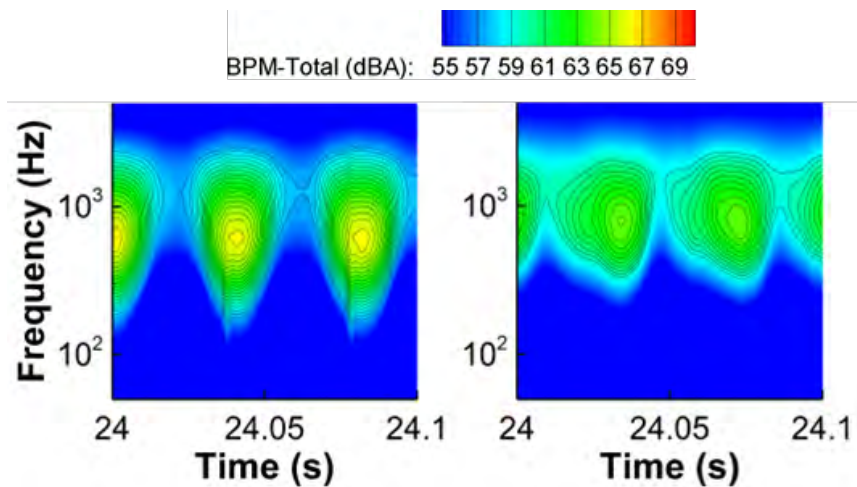 BPM-Total (dBA): 55 57 59 61 63 65 67 69
Frequency (Hz)
10³
10²
24 24.05 24.1
Time (s)
10³
10²
24 24.05 24.1
Time (s)